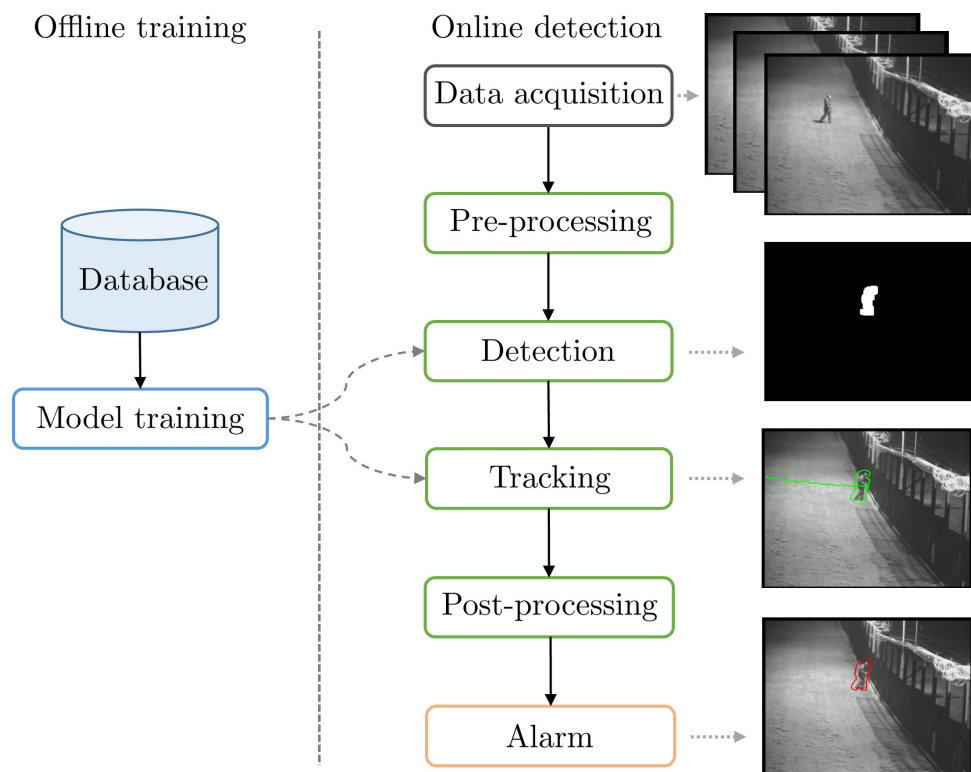 Offline training
Online detection
Data acquisition
Pre-processing
Database
Detection
Model training
Tracking
Post-processing
Alarm